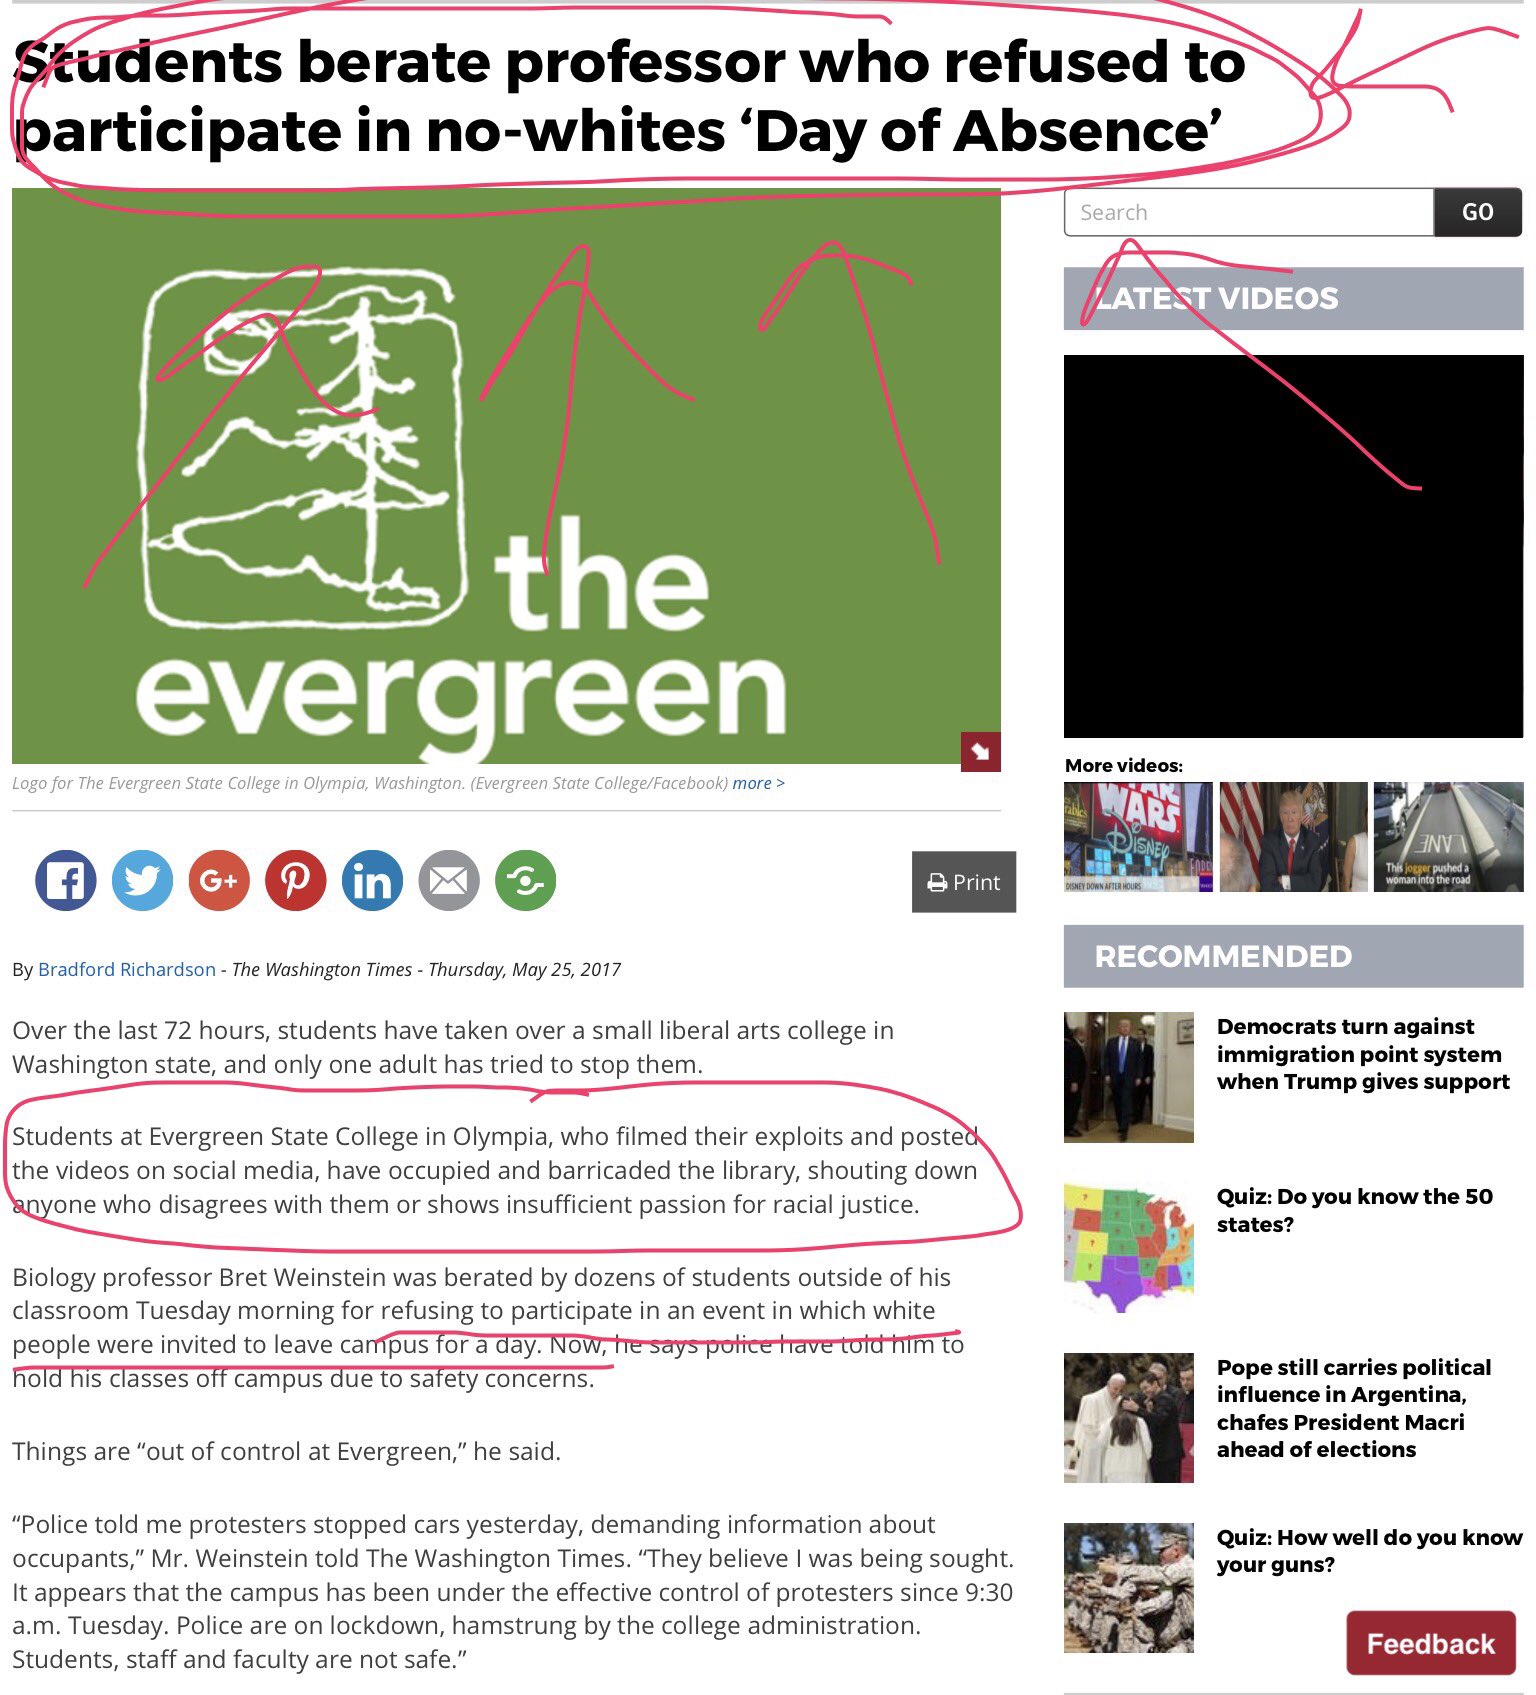 Students berate professor who refused to
participate in no-whites ‘Day of Absence’
the
evergreen
Logo for The Evergreen State College in Olympia, Washington. (Evergreen State College/Facebook) more >
Print
By Bradford Richardson - The Washington Times - Thursday, May 25, 2017
Over the last 72 hours, students have taken over a small liberal arts college in
Washington state, and only one adult has tried to stop them.
Students at Evergreen State College in Olympia, who filmed their exploits and posted
the videos on social media, have occupied and barricaded the library, shouting down
anyone who disagrees with them or shows insufficient passion for racial justice.
Biology professor Bret Weinstein was berated by dozens of students outside of his
classroom Tuesday morning for refusing to participate in an event in which white
people were invited to leave campus for a day. Now, he says police have told him to
hold his classes off campus due to safety concerns.
Things are “out of control at Evergreen,” he said.
“Police told me protesters stopped cars yesterday, demanding information about
occupants,” Mr. Weinstein told The Washington Times. “They believe I was being sought.
It appears that the campus has been under the effective control of protesters since 9:30
a.m. Tuesday. Police are on lockdown, hamstrung by the college administration.
Students, staff and faculty are not safe.”
Search
GO
LATEST VIDEOS
More videos:
STAR
WARS
Disney
DISNEY DOWN AFTER HOURS
LANE
This jogger pushed a
woman into the road
RECOMMENDED
Democrats turn against
immigration point system
when Trump gives support
Quiz: Do you know the 50
states?
Pope still carries political
influence in Argentina,
chafes President Macri
ahead of elections
Quiz: How well do you know
your guns?
Feedback